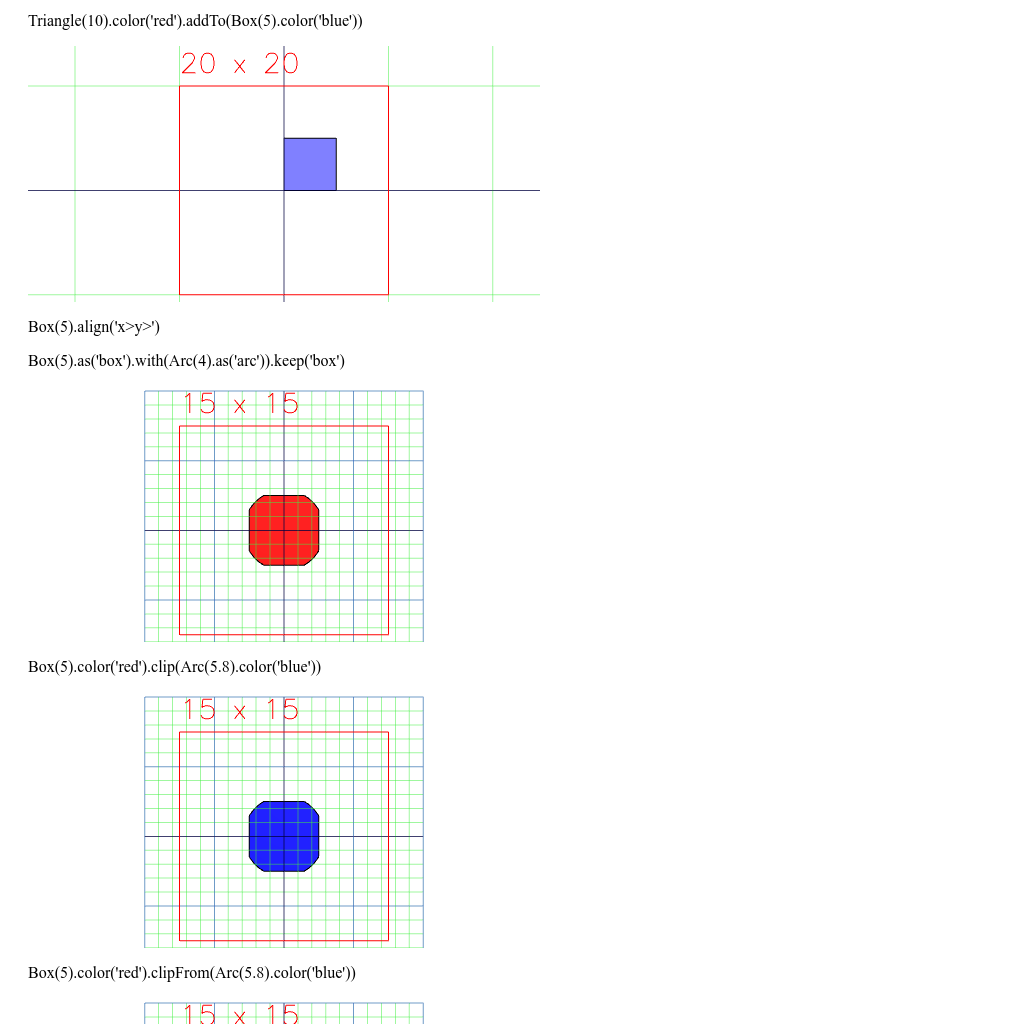 Triangle(10).color('red').addTo(Box(5).color('blue'))
20 x 20
Box(5).align('x>y>')
Box(5).as('box').with(Arc(4).as('arc')).keep('box')
15 x 15
Box(5).color('red').clip(Arc(5.8).color('blue'))
15 x 15
Box(5).color('red').clipFrom(Arc(5.8).color('blue'))
15 x 15